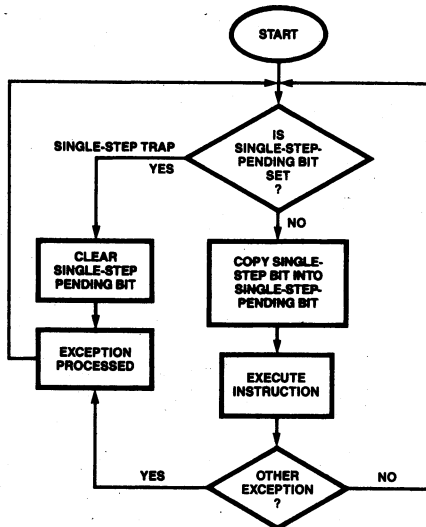 START
IS
SINGLE-STEP-
PENDING BIT
SET
?
SINGLE-STEP TRAP
YES
NO
CLEAR
SINGLE-STEP
PENDING BIT
COPY SINGLE-
STEP BIT INTO
SINGLE-STEP-
PENDING BIT
EXCEPTION
PROCESSED
EXECUTE
INSTRUCTION
YES
OTHER
EXCEPTION
?
NO